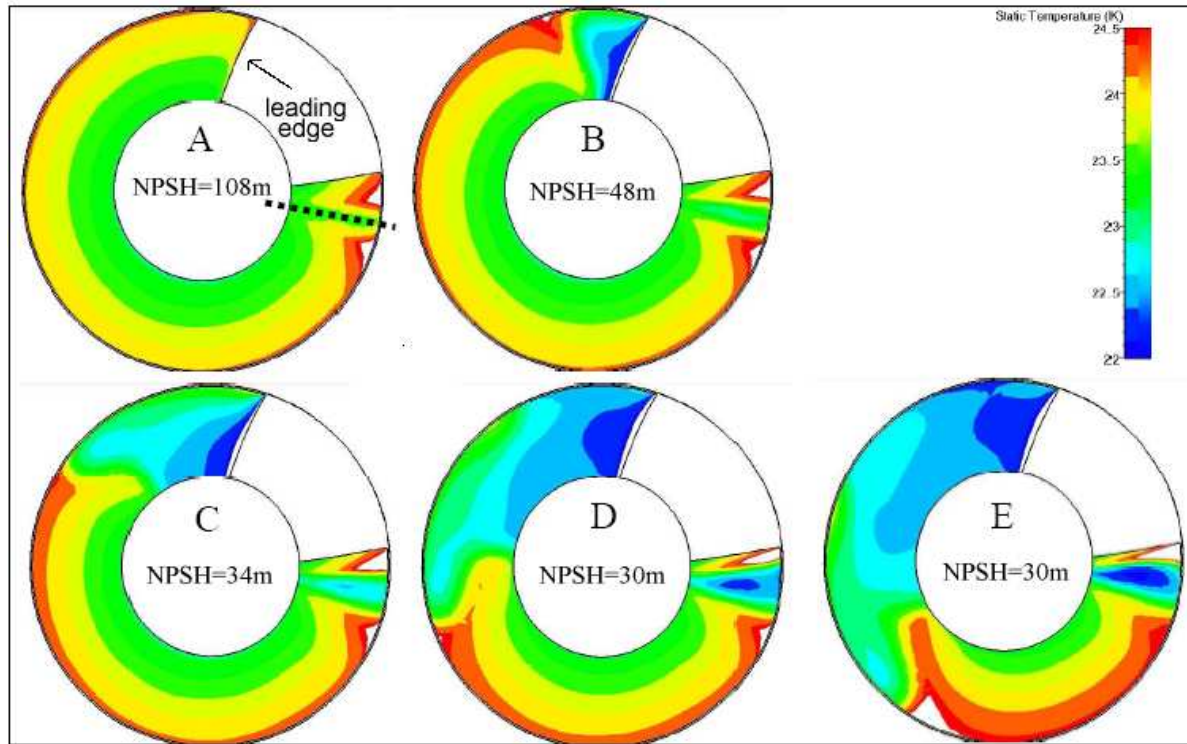 Static Temperature (K)
24.5
24
23.5
23
22.5
22
leading
edge
A
NPSH=108m
B
NPSH=48m
C
NPSH=34m
D
NPSH=30m
E
NPSH=30m